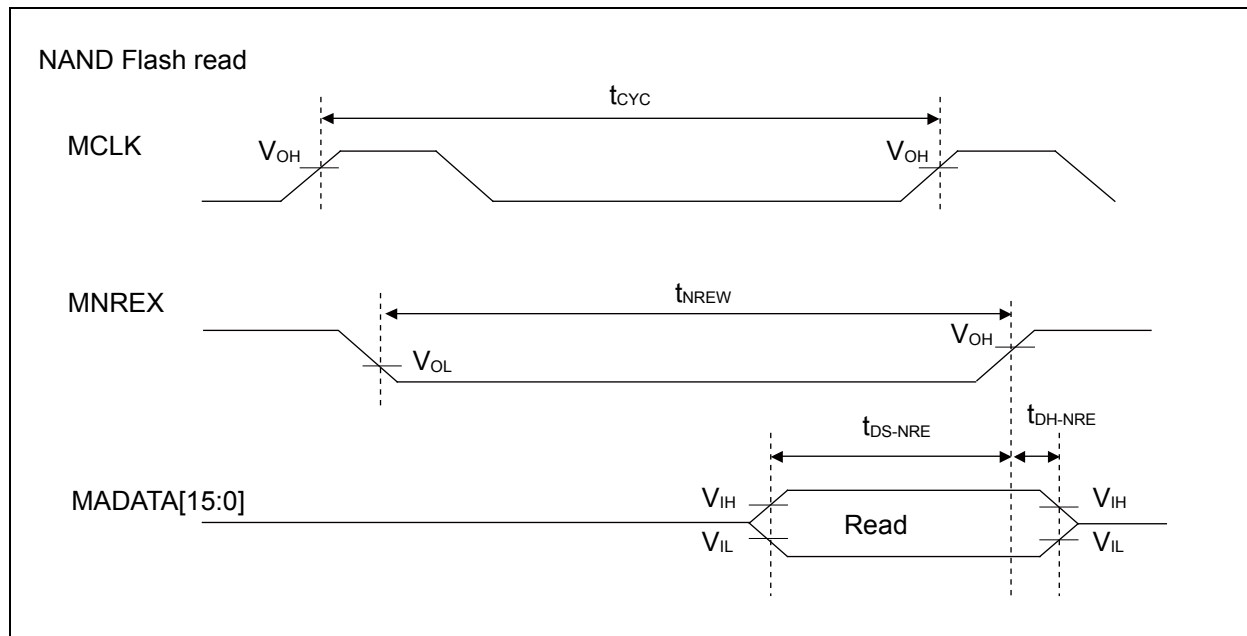 NAND Flash read
tCYC
MCLK
VOH
VOH
MNREX
tNREW
VOH
VOL
tDS-NRE
tDH-NRE
MADATA[15:0]
VIH
VIH
Read
VIL
VIL